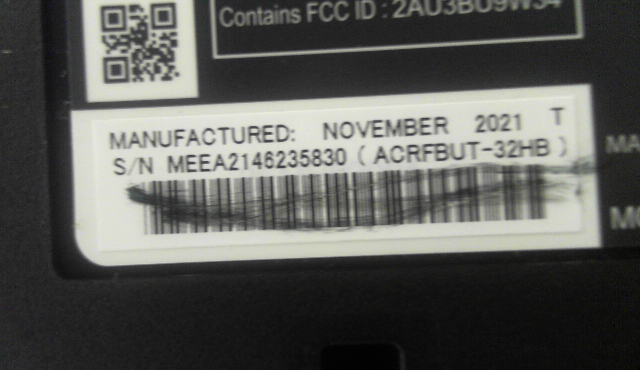 Contains FCC ID : 2AU3BU9W34
MANUFACTURED: NOVEMBER 2021 T
S/N MEEA2146235830 ( ACRFBUT-32HB )